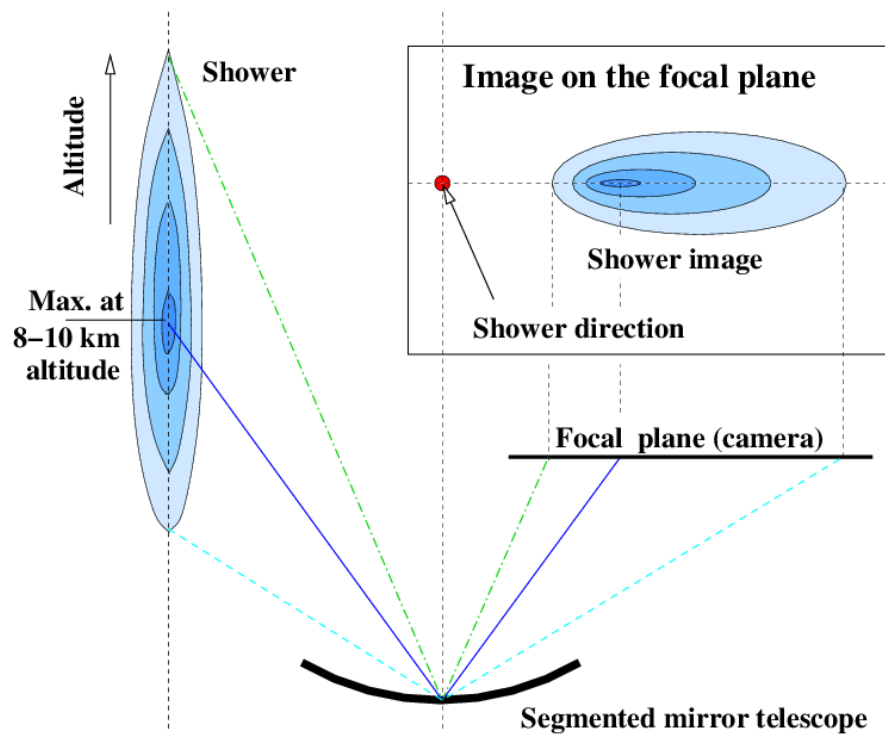 Shower
Altitude
Max. at
8–10 km
altitude
Image on the focal plane
Shower image
Shower direction
Focal plane (camera)
Segmented mirror telescope